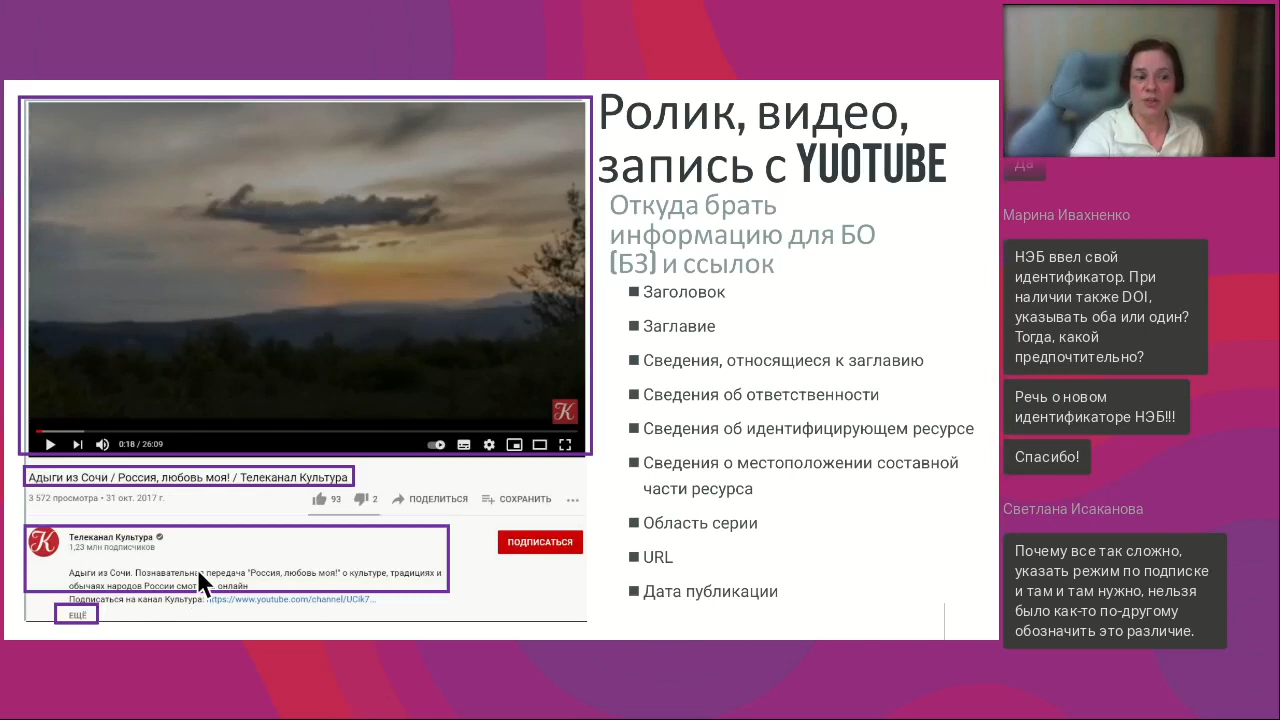 Ролик, видео,
запись с YUOTUBE
Откуда брать
информацию для БО
(БЗ) и ссылок
Заголовок
Заглавие
Сведения, относящиеся к заглавию
Сведения об ответственности
Сведения об идентифицирующем ресурсе
Сведения о местоположении составной
части ресурса
Область серии
URL
Дата публикации
K
0:18 / 26:09
Адыги из Сочи / Россия, любовь моя! / Телеканал Культура
3 572 просмотра • 31 окт. 2017 г.
93
2
ПОДЕЛИТЬСЯ
СОХРАНИТЬ
K
Телеканал Культура
1,23 млн подписчиков
ПОДПИСАТЬСЯ
Адыги из Сочи. передача "Россия, любовь моя!" о культуре, традициях и
обычаях народов России онлайн
Подписаться на канал Культура: https://www.youtube.com/channel/UCik7...
ЕЩЁ
Да
Марина Ивахненко
НЭБ ввел свой
идентификатор. При
наличии также DOI,
указывать оба или один?
Тогда, какой
предпочтительно?
Речь о новом
идентификаторе НЭБ!!!
Спасибо!
Светлана Исаканова
Почему все так сложно,
указать режим по подписке
и там и там нужно, нельзя
было как-то по-другому
обозначить это различие.